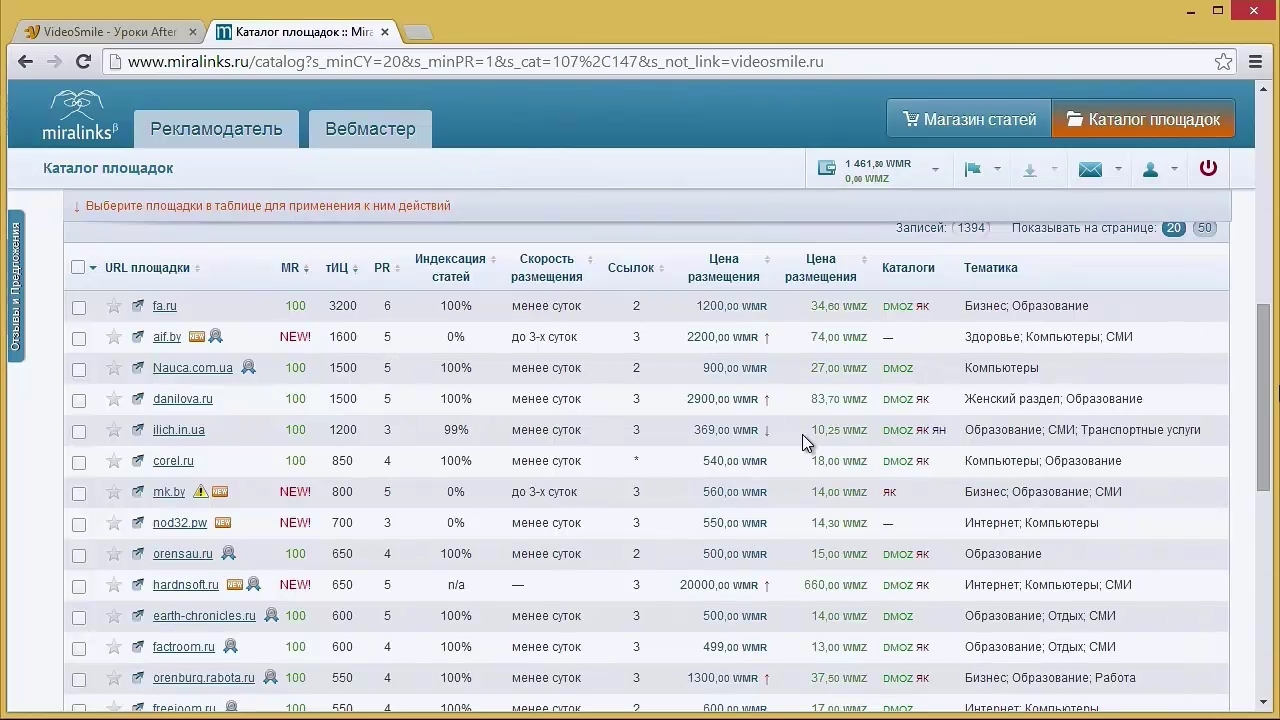 VideoSmile - Уроки After
Каталог площадок :: Mira
www.miralinks.ru/catalog?s_minCY=20&s_minPR=1&s_cat=107%2C147&s_not_link=videosmile.ru
miralinks β
Рекламодатель
Вебмастер
Магазин статей
Каталог площадок
Каталог площадок
1 461,80 WMR
0,00 WMZ
↓ Выберите площадки в таблице для применения к ним действий
Отзывы и Предложения
Записей: (1394) Показывать на странице: 20 50
URL площадки MR тИЦ PR Индексация статей Скорость размещения Ссылок Цена размещения Цена размещения Каталоги Тематика
fa.ru 100 3200 6 100% менее суток 2 1200,00 WMR 34,60 WMZ DMOZ ЯК Бизнес; Образование
aif.by NEW NEW! 1600 5 0% до 3-х суток 3 2200,00 WMR ↑ 74,00 WMZ — Здоровье; Компьютеры; СМИ
Nauca.com.ua 100 1500 5 100% менее суток 2 900,00 WMR 27,00 WMZ DMOZ Компьютеры
danilova.ru 100 1500 5 100% менее суток 3 2900,00 WMR ↑ 83,70 WMZ DMOZ ЯК Женский раздел; Образование
ilich.in.ua 100 1200 3 99% менее суток 3 369,00 WMR ↓ 10,25 WMZ DMOZ ЯК ЯН Образование; СМИ; Транспортные услуги
corel.ru 100 850 4 100% менее суток * 540,00 WMR 18,00 WMZ DMOZ ЯК Компьютеры; Образование
mk.by NEW NEW! 800 5 0% до 3-х суток 3 560,00 WMR 14,00 WMZ ЯК Бизнес; Образование; СМИ
nod32.pw NEW NEW! 700 3 0% менее суток 3 550,00 WMR 14,30 WMZ — Интернет; Компьютеры
orensau.ru 100 650 4 100% менее суток 2 500,00 WMR 15,00 WMZ DMOZ ЯК Образование
hardnsoft.ru NEW NEW! 650 5 n/a — 3 20000,00 WMR ↑ 660,00 WMZ DMOZ ЯК Интернет; Компьютеры; СМИ
earth-chronicles.ru 100 600 5 100% менее суток 3 500,00 WMR 14,00 WMZ DMOZ Образование; Отдых; СМИ
factroom.ru 100 600 4 100% менее суток 3 499,00 WMR 13,00 WMZ DMOZ ЯК Образование; Отдых; СМИ
orenburg.rabota.ru 100 550 4 100% менее суток 3 1300,00 WMR ↑ 37,50 WMZ DMOZ ЯК Бизнес; Образование; Работа
freejoom.ru 100 550 4 100% менее суток 2 600,00 WMR 17,00 WMZ DMOZ ЯК Интернет; Компьютеры